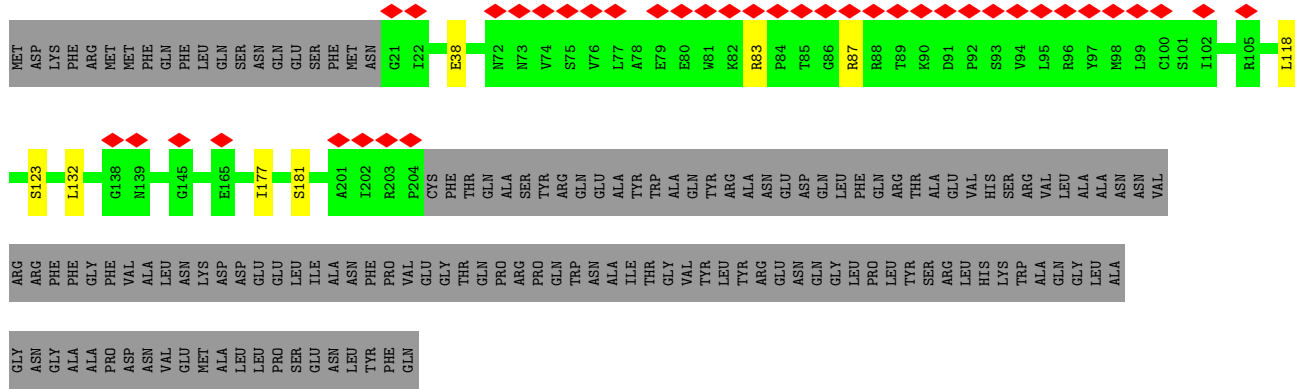 MET ASP LYS PHE ARG MET MET PHE GLN PHE LEU GLN SER ASN GLN GLU SER PHE MET ASN G21 I22 E38 N72 N73 V74 S75 V76 L77 A78 E79 E80 W81 K82 R83 P84 T85 G86 R87 R88 T89 K90 D91 P92 S93 V94 L95 R96 Y97 M98 L99 C100 S101 I102 R105 L118
S123 L132 G138 N139 G145 E165 I177 S181 A201 I202 R203 P204 CYS PHE THR GLN ALA SER TYR ARG GLN GLU ALA TYR TRP ALA GLN TYR ARG ALA ASN GLU ASP GLN LEU PHE GLN ARG THR ALA GLU VAL HIS SER ARG VAL LEU ALA ALA ASN ASN VAL
ARG ARG PHE PHE GLY PHE VAL ALA LEU ASN LYS ASP ASP GLU GLU LEU ILE ALA ASN PHE PRO VAL GLU GLY THR GLN PRO ARG PRO GLN TRP ASN ALA ILE THR GLY VAL TYR LEU TYR ARG GLU ASN GLN GLY LEU PRO LEU TYR SER ARG LEU HIS LYS TRP ALA GLN GLY LEU ALA
GLY ASN GLY ALA ALA PRO ASP ASN VAL GLU MET ALA LEU LEU PRO SER GLU ASN LEU TYR PHE GLN